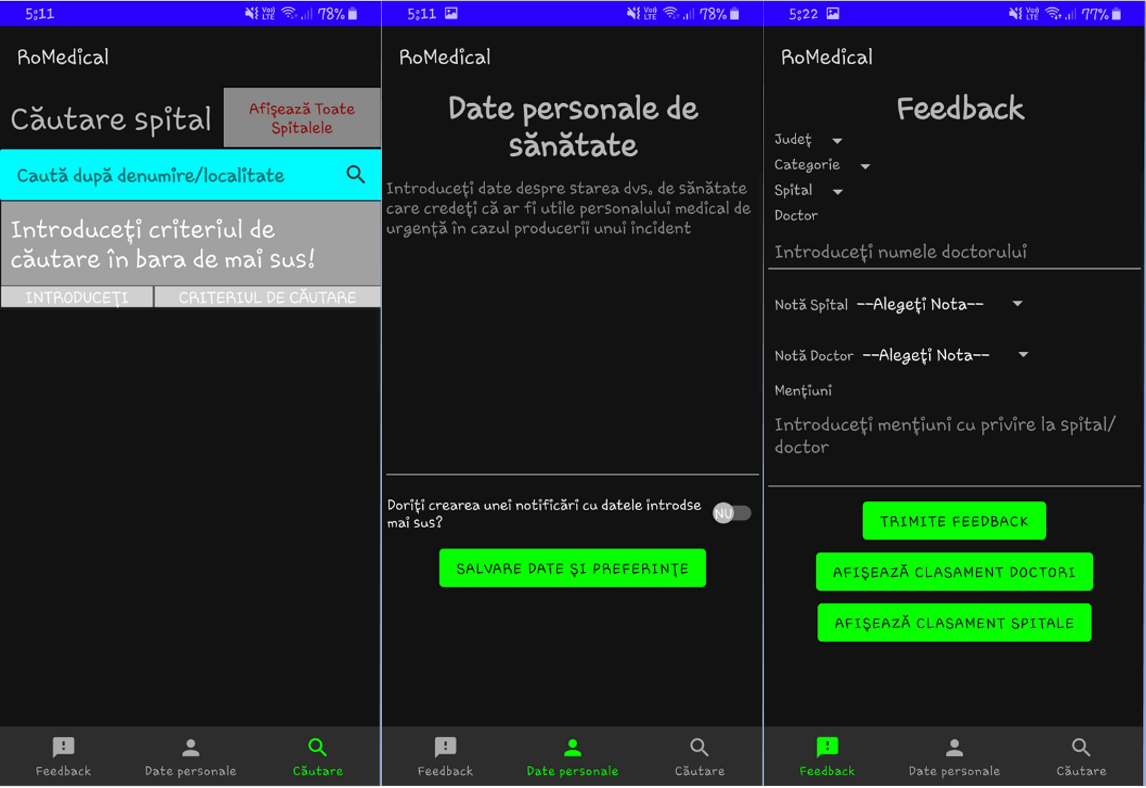 5:11 78%
RoMedical
Căutare spital
Afișează Toate
Spitalele
Caută după denumire/localitate
Introduceți criteriul de
căutare în bara de mai sus!
INTRODUCEȚI CRITERIUL DE CĂUTARE
Feedback Date personale Căutare
5:11 78%
RoMedical
Date personale de
sănătate
Introduceți date despre starea dvs. de sănătate
care credeți că ar fi utile personalului medical de
urgență în cazul producerii unui incident
Doriți crearea unei notificări cu datele introdse
mai sus?
NU
SALVARE DATE ȘI PREFERINȚE
Feedback Date personale Căutare
5:22 77%
RoMedical
Feedback
Județ
Categorie
Spital
Doctor
Introduceți numele doctorului
Notă Spital --Alegeți Nota--
Notă Doctor --Alegeți Nota--
Mențiuni
Introduceți mențiuni cu privire la spital/
doctor
TRIMITE FEEDBACK
AFIȘEAZĂ CLASAMENT DOCTORI
AFIȘEAZĂ CLASAMENT SPITALE
Feedback Date personale Căutare